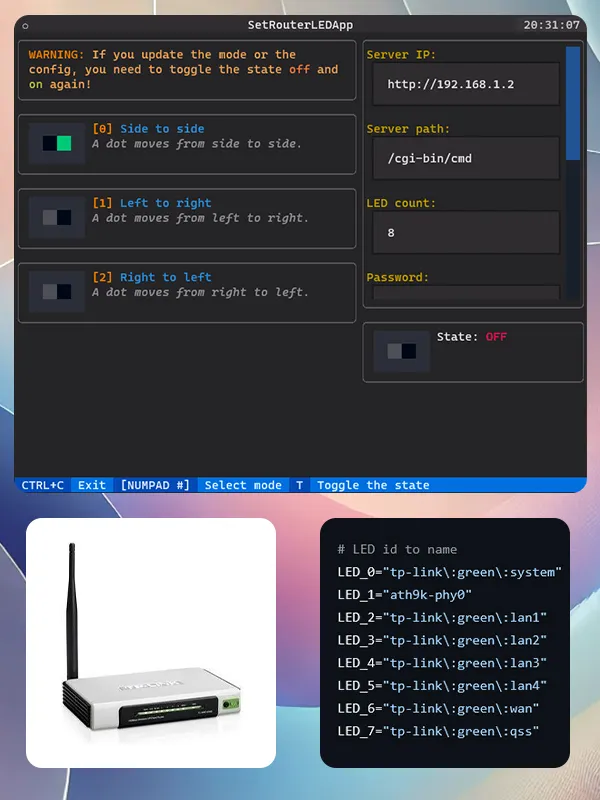 SetRouterLEDApp
20:31:07
WARNING: If you update the mode or the
config, you need to toggle the state off and
on again!
[0] Side to side
A dot moves from side to side.
[1] Left to right
A dot moves from left to right.
[2] Right to left
A dot moves from right to left.
Server IP:
http://192.168.1.2
Server path:
/cgi-bin/cmd
LED count:
8
Password:
State: OFF
CTRL+C Exit [NUMPAD #] Select mode T Toggle the state
# LED id to name
LED_0="tp-link\:green\:system"
LED_1="ath9k-phy0"
LED_2="tp-link\:green\:lan1"
LED_3="tp-link\:green\:lan2"
LED_4="tp-link\:green\:lan3"
LED_5="tp-link\:green\:lan4"
LED_6="tp-link\:green\:wan"
LED_7="tp-link\:green\:qss"